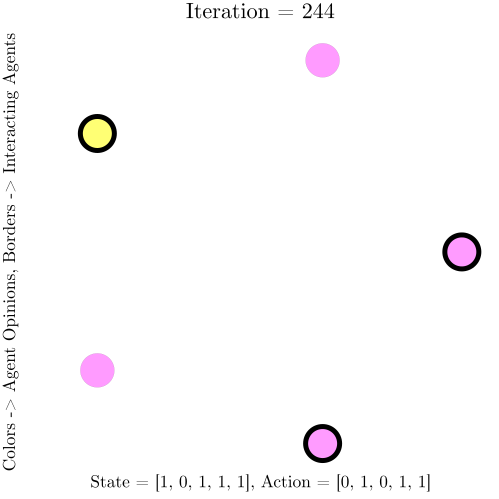 Iteration = 244
Colors -> Agent Opinions, Borders -> Interacting Agents
State = [1, 0, 1, 1, 1], Action = [0, 1, 0, 1, 1]